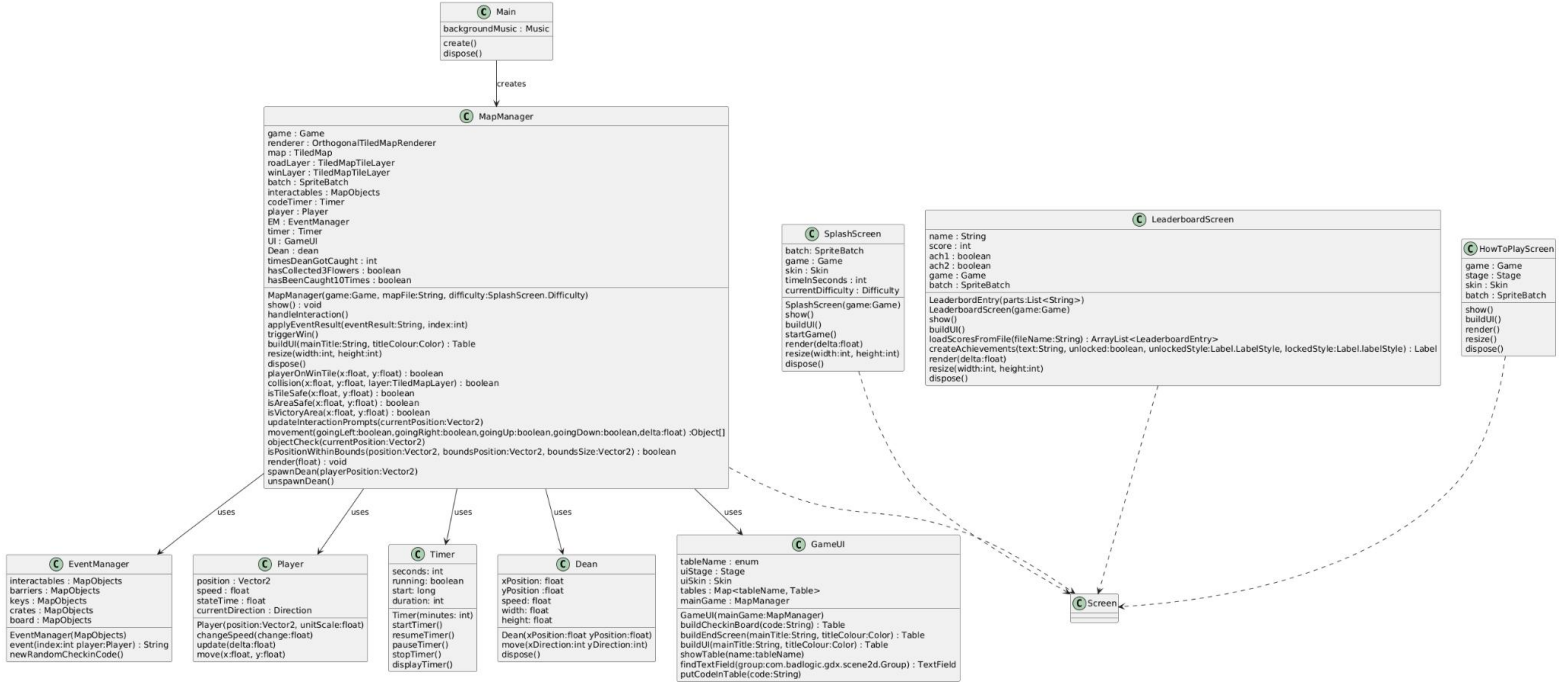 C Main
backgroundMusic : Music
create()
dispose()
creates
C MapManager
game : Game
renderer : OrthogonalTiledMapRenderer
map : TiledMap
roadLayer : TiledMapTileLayer
winLayer : TiledMapTileLayer
batch : SpriteBatch
interactables : MapObjects
codeTimer : Timer
player : Player
EM : EventManager
timer : Timer
UI : GameUI
Dean : dean
timesDeanGotCaught : int
hasCollected3Flowers : boolean
hasBeenCaught10Times : boolean
MapManager(game:Game, mapFile:String, difficulty:SplashScreen.Difficulty)
show() : void
handleInteraction()
applyEventResult(eventResult:String, index:int)
triggerWin()
buildUI(mainTitle:String, titleColour:Color) : Table
resize(width:int, height:int)
dispose()
playerOnWinTile(x:float, y:float) : boolean
collision(x:float, y:float, layer:TiledMapLayer) : boolean
isTileSafe(x:float, y:float) : boolean
isAreaSafe(x:float, y:float) : boolean
isVictoryArea(x:float, y:float) : boolean
updateInteractionPrompts(currentPosition:Vector2)
movement(goingLeft:boolean,goingRight:boolean,goingUp:boolean,goingDown:boolean,delta:float) :Object[]
objectCheck(currentPosition:Vector2)
isPositionWithinBounds(position:Vector2, boundsPosition:Vector2, boundsSize:Vector2) : boolean
render(float) : void
spawnDean(playerPosition:Vector2)
unspawnDean()
C SplashScreen
batch: SpriteBatch
game : Game
skin : Skin
timeInSeconds : int
currentDifficulty : Difficulty
SplashScreen(game:Game)
show()
buildUI()
startGame()
render(delta:float)
resize(width:int, height:int)
dispose()
C LeaderboardScreen
name : String
score : int
ach1 : boolean
ach2 : boolean
game : Game
batch : SpriteBatch
LeaderbordEntry(parts:List<String>)
LeaderboardScreen(game:Game)
show()
buildUI()
loadScoresFromFile(fileName:String) : ArrayList<LeaderboardEntry>
createAchievements(text:String, unlocked:boolean, unlockedStyle:Label.LabelStyle, lockedStyle:Label.labelStyle) : Label
render(delta:float)
resize(width:int, height:int)
dispose()
C HowToPlayScreen
game : Game
stage : Stage
skin : Skin
batch : SpriteBatch
show()
buildUI()
render()
resize()
dispose()
uses
uses
uses
uses
uses
C EventManager
interactables : MapObjects
barriers : MapObjects
keys : MapObjects
crates : MapObjects
board : MapObjects
EventManager(MapObjects)
event(index:int player:Player) : String
newRandomCheckinCode()
C Player
position : Vector2
speed : float
stateTime : float
currentDirection : Direction
Player(position:Vector2, unitScale:float)
changeSpeed(change:float)
update(delta:float)
move(x:float, y:float)
C Timer
seconds: int
running: boolean
start: long
duration: int
Timer(minutes: int)
startTimer()
resumeTimer()
pauseTimer()
stopTimer()
displayTimer()
C Dean
xPosition: float
yPosition :float
speed: float
width: float
height: float
Dean(xPosition:float yPosition:float)
move(xDirection:int yDirection:int)
dispose()
C GameUI
tableName : enum
uiStage : Stage
uiSkin : Skin
tables : Map<tableName, Table>
mainGame : MapManager
GameUI(mainGame:MapManager)
buildCheckinBoard(code:String) : Table
buildEndScreen(mainTitle:String, titleColour:Color) : Table
buildUI(mainTitle:String, titleColour:Color) : Table
showTable(name:tableName)
findTextField(group:com.badlogic.gdx.scene2d.Group) : TextField
putCodeInTable(code:String)
C Screen